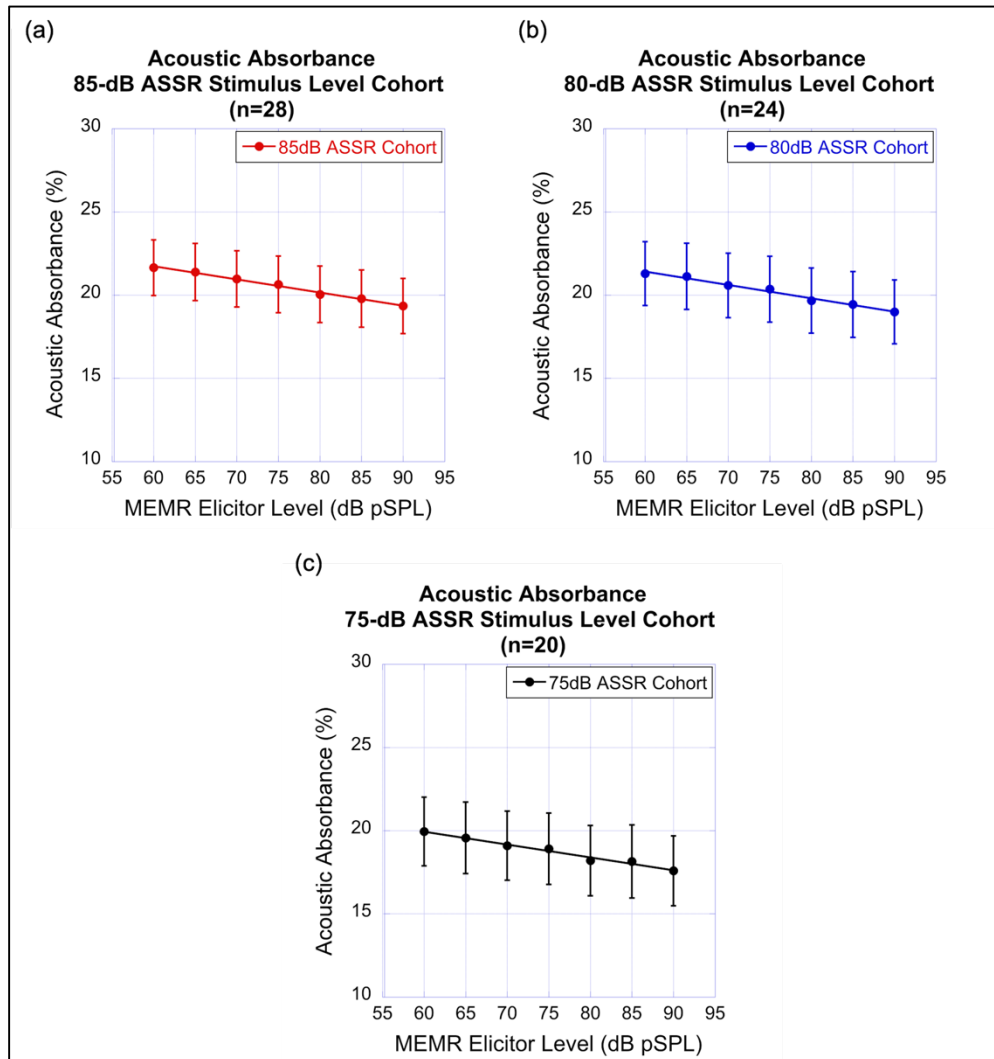 (a)
Acoustic Absorbance
85-dB ASSR Stimulus Level Cohort
(n=28)
85dB ASSR Cohort
30
25
20
15
10
Acoustic Absorbance (%)
55 60 65 70 75 80 85 90 95
MEMR Elicitor Level (dB pSPL)
(b)
Acoustic Absorbance
80-dB ASSR Stimulus Level Cohort
(n=24)
80dB ASSR Cohort
30
25
20
15
10
Acoustic Absorbance (%)
55 60 65 70 75 80 85 90 95
MEMR Elicitor Level (dB pSPL)
(c)
Acoustic Absorbance
75-dB ASSR Stimulus Level Cohort
(n=20)
75dB ASSR Cohort
30
25
20
15
10
Acoustic Absorbance (%)
55 60 65 70 75 80 85 90 95
MEMR Elicitor Level (dB pSPL)